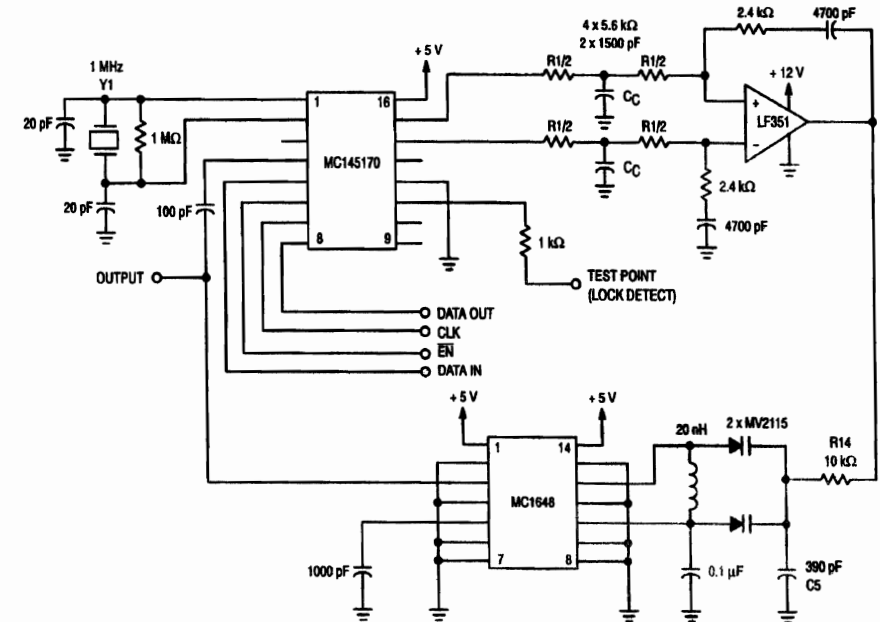 2.4 kΩ
4700 pF
4 x 5.6 kΩ
2 x 1500 pF
+ 5 V
R1/2
R1/2
+ 12 V
1 MHz
Y1
1
16
CC
+
LF351
−
20 pF
1 MΩ
R1/2
R1/2
MC145170
CC
2.4 kΩ
20 pF
100 pF
4700 pF
8
9
1 kΩ
OUTPUT
TEST POINT
(LOCK DETECT)
DATA OUT
CLK
EN
DATA IN
+ 5 V
+ 5 V
20 nH
2 x MV2115
R14
10 kΩ
1
14
MC1648
7
8
1000 pF
0.1 µF
390 pF
C5